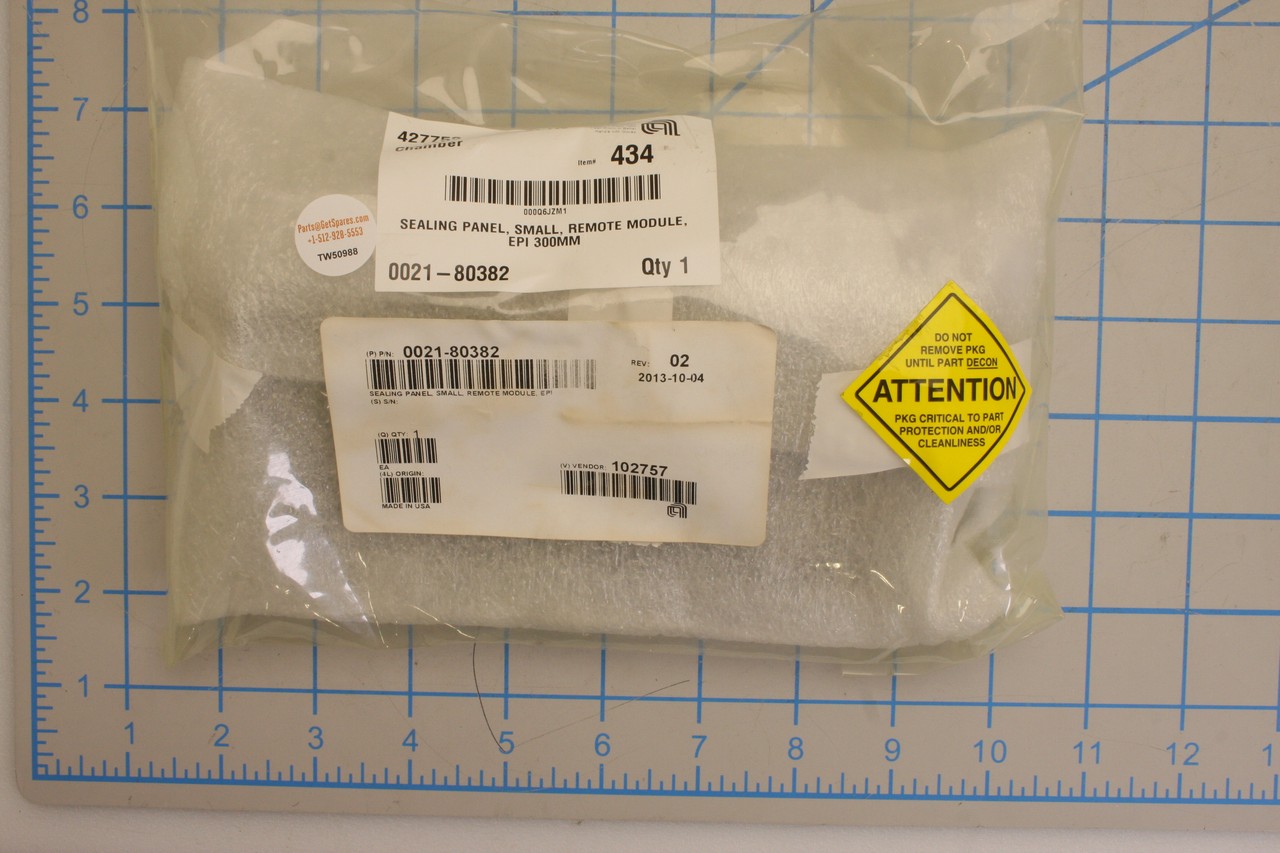 427758
Chamber
Item# 434
000Q6JZM1
SEALING PANEL, SMALL, REMOTE MODULE,
EPI 300MM
0021-80382 Qty 1
Parts@GetSpares.com
+1-512-928-5553
TW50988
(P) P/N: 0021-80382
SEALING PANEL, SMALL, REMOTE MODULE, EPI
(S) S/N:
REV: 02
2013-10-04
(Q) QTY: 1
EA
(4L) ORIGIN:
MADE IN USA
(V) VENDOR: 102757
DO NOT
REMOVE PKG
UNTIL PART DECON
ATTENTION
PKG CRITICAL TO PART
PROTECTION AND/OR
CLEANLINESS
8
7
6
5
4
3
2
1
1 2 3 4 5 6 7 8 9 10 11 12 1